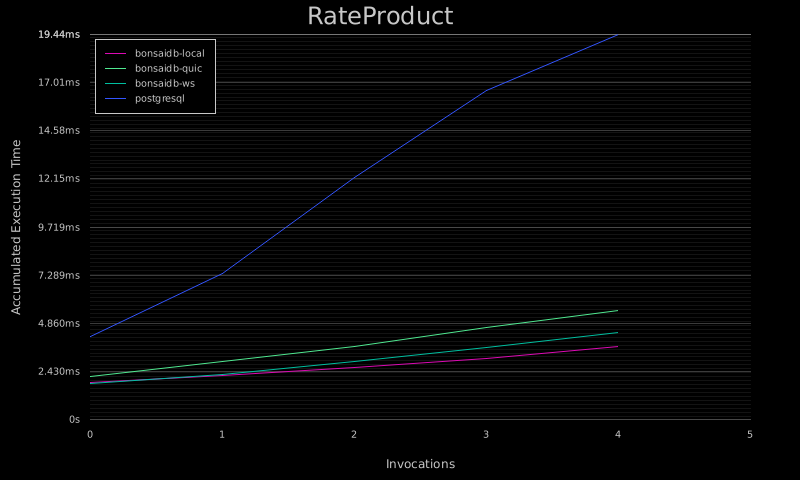 RateProduct
19.44ms
bonsaidb-local
bonsaidb-quic
bonsaidb-ws
postgresql
17.01ms
14.58ms
12.15ms
9.719ms
7.289ms
4.860ms
2.430ms
0s
Accumulated Execution Time
0 1 2 3 4 5
Invocations